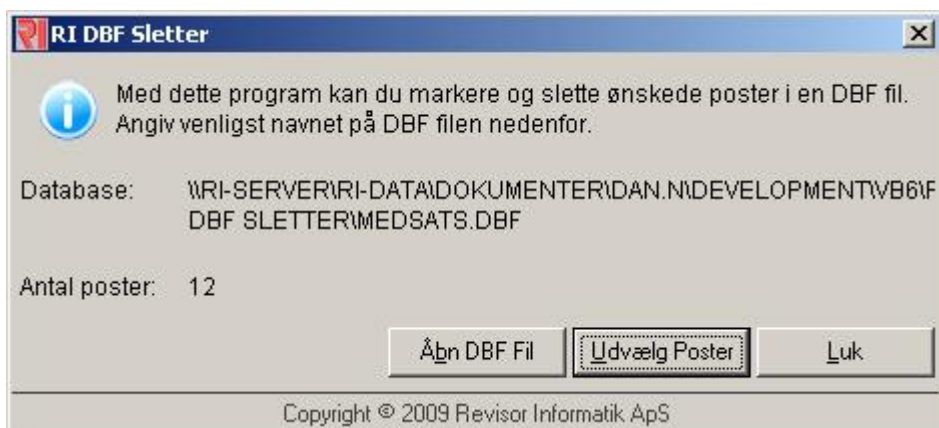 RI DBF Sletter
Med dette program kan du markere og slette ønskede poster i en DBF fil.
Angiv venligst navnet på DBF filen nedenfor.
Database: \\RI-SERVER\RI-DATA\DOKUMENTER\DAN.N\DEVELOPMENT\VB6\F
DBF SLETTER\MEDSATS.DBF
Antal poster: 12
Åbn DBF Fil Udvælg Poster Luk
Copyright © 2009 Revisor Informatik ApS